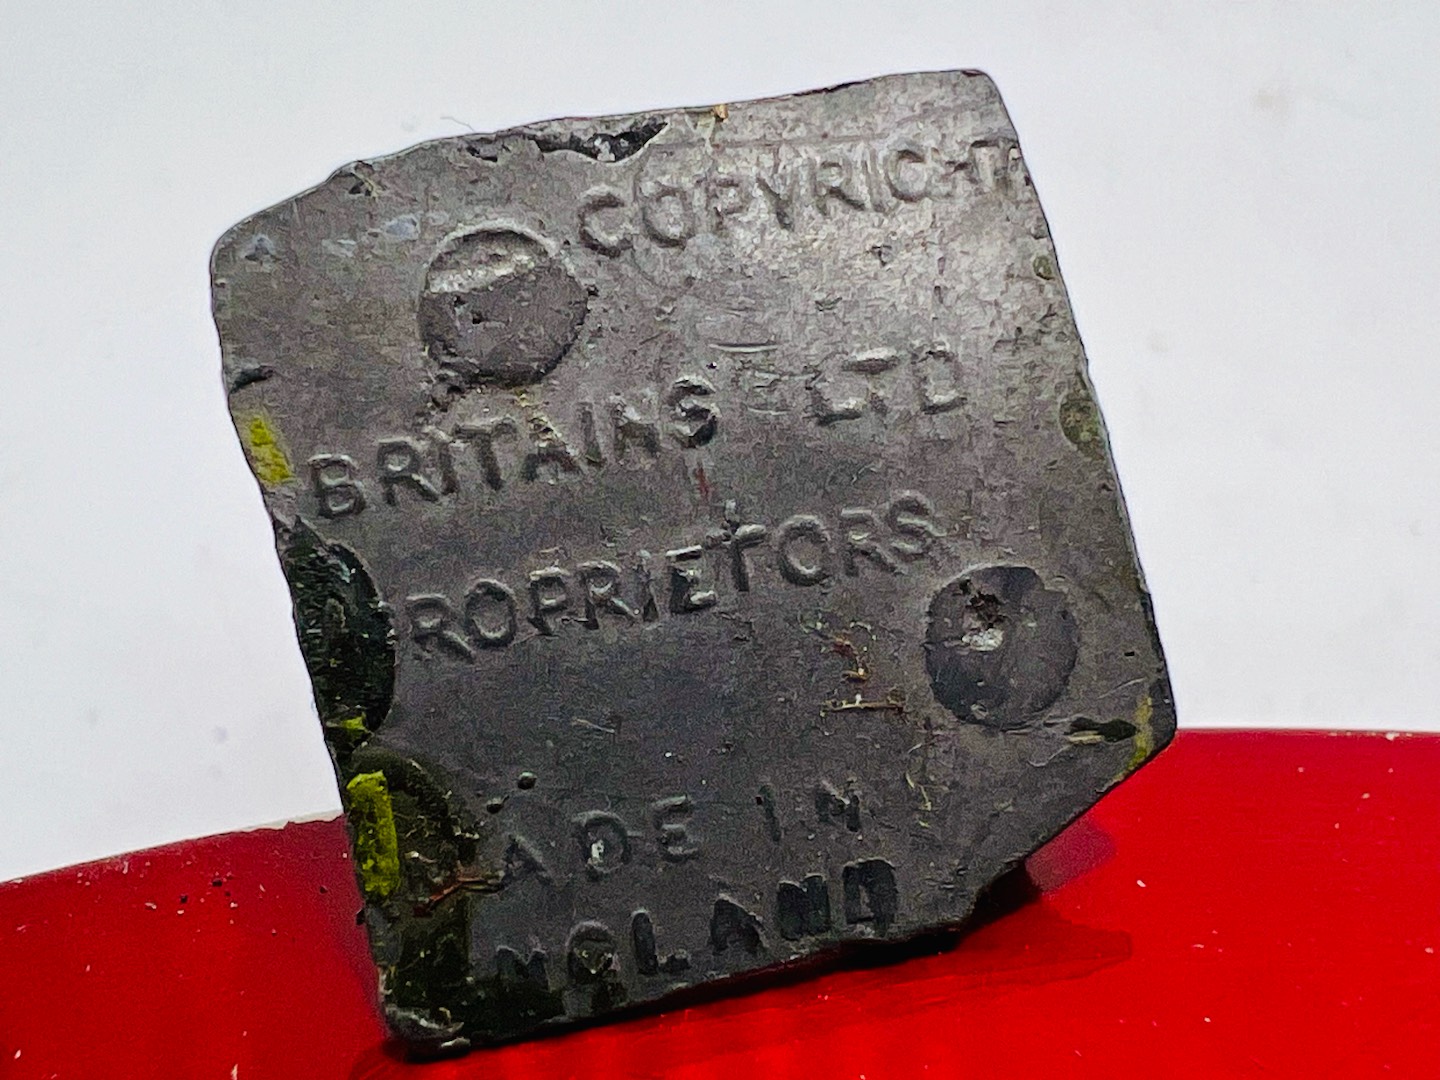 COPYRIGHT
BRITAINS LTD
ROPRIETORS
ADE IN
NGLAND